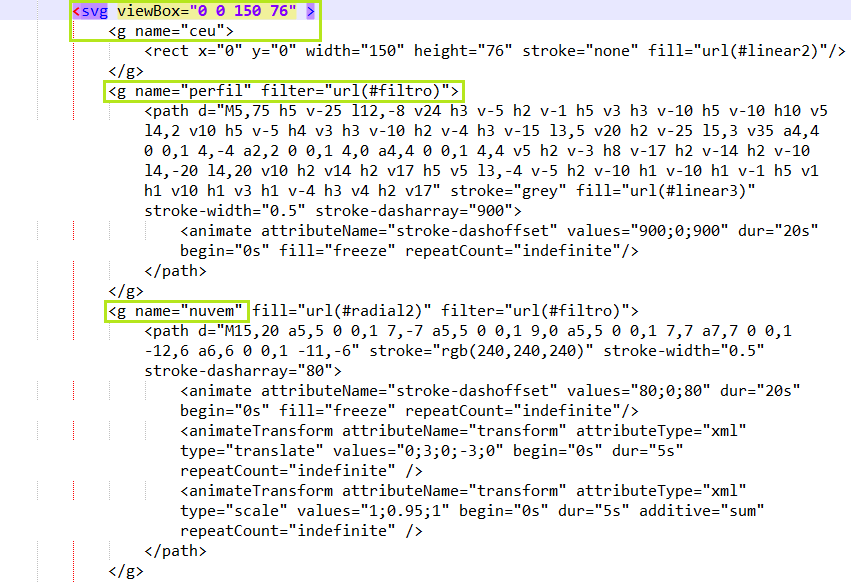 <svg viewBox="0 0 150 76" >
<g name="ceu">
<rect x="0" y="0" width="150" height="76" stroke="none" fill="url(#linear2)"/>
</g>
<g name="perfil" filter="url(#filtro)">
<path d="M5,75 h5 v-25 l12,-8 v24 h3 v-5 h2 v-1 h5 v3 h3 v-10 h5 v-10 h10 v5
l4,2 v10 h5 v-5 h4 v3 h3 v-10 h2 v-4 h3 v-15 l3,5 v20 h2 v-25 l5,3 v35 a4,4
0 0,1 4,-4 a2,2 0 0,1 4,0 a4,4 0 0,1 4,4 v5 h2 v-3 h8 v-17 h2 v-14 h2 v-10
l4,-20 l4,20 v10 h2 v14 h2 v17 h5 v5 l3,-4 v-5 h2 v-10 h1 v-10 h1 v-1 h5 v1
h1 v10 h1 v3 h1 v-4 h3 v4 h2 v17" stroke="grey" fill="url(#linear3)"
stroke-width="0.5" stroke-dasharray="900">
<animate attributeName="stroke-dashoffset" values="900;0;900" dur="20s"
begin="0s" fill="freeze" repeatCount="indefinite"/>
</path>
</g>
<g name="nuvem" fill="url(#radial2)" filter="url(#filtro)">
<path d="M15,20 a5,5 0 0,1 7,-7 a5,5 0 0,1 9,0 a5,5 0 0,1 7,7 a7,7 0 0,1
-12,6 a6,6 0 0,1 -11,-6" stroke="rgb(240,240,240)" stroke-width="0.5"
stroke-dasharray="80">
<animate attributeName="stroke-dashoffset" values="80;0;80" dur="20s"
begin="0s" fill="freeze" repeatCount="indefinite"/>
<animateTransform attributeName="transform" attributeType="xml"
type="translate" values="0;3;0;-3;0" begin="0s" dur="5s"
repeatCount="indefinite" />
<animateTransform attributeName="transform" attributeType="xml"
type="scale" values="1;0.95;1" begin="0s" dur="5s" additive="sum"
repeatCount="indefinite" />
</path>
</g>